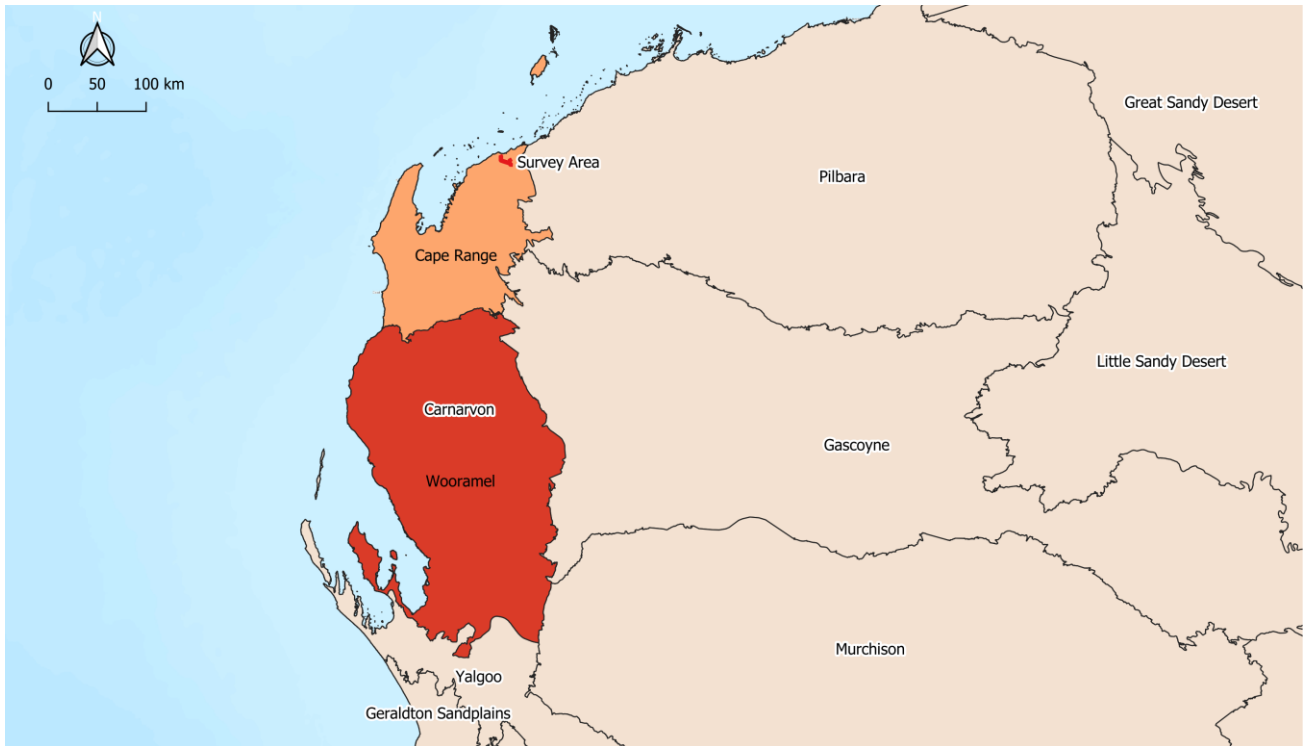 N
0 50 100 km
Great Sandy Desert
Survey Area
Pilbara
Cape Range
Little Sandy Desert
Carnarvon
Gascoyne
Wooramel
Murchison
Yalgoo
Geraldton Sandplains